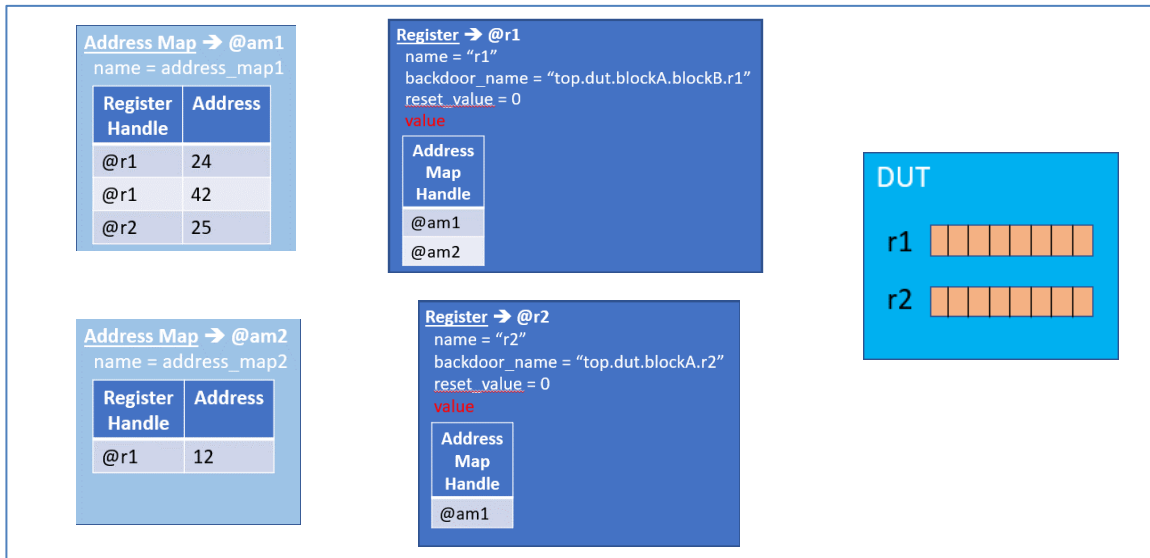 Address Map ➔ @am1
name = address_map1
Register Handle Address
@r1 24
@r1 42
@r2 25
Register ➔ @r1
name = “r1”
backdoor_name = “top.dut.blockA.blockB.r1”
reset_value = 0
value
Address
Map
Handle
@am1
@am2
DUT
r1
r2
Address Map ➔ @am2
name = address_map2
Register Handle Address
@r1 12
Register ➔ @r2
name = “r2”
backdoor_name = “top.dut.blockA.r2”
reset_value = 0
value
Address
Map
Handle
@am1